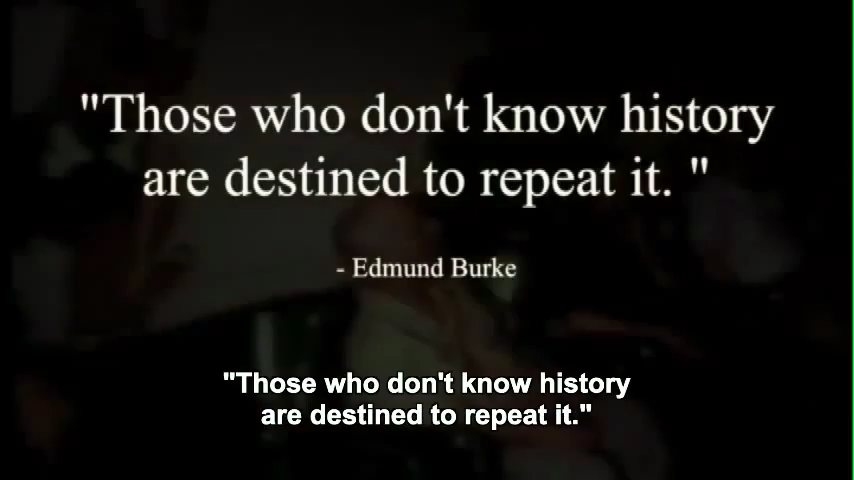 "Those who don't know history
are destined to repeat it. "
- Edmund Burke
"Those who don't know history
are destined to repeat it."